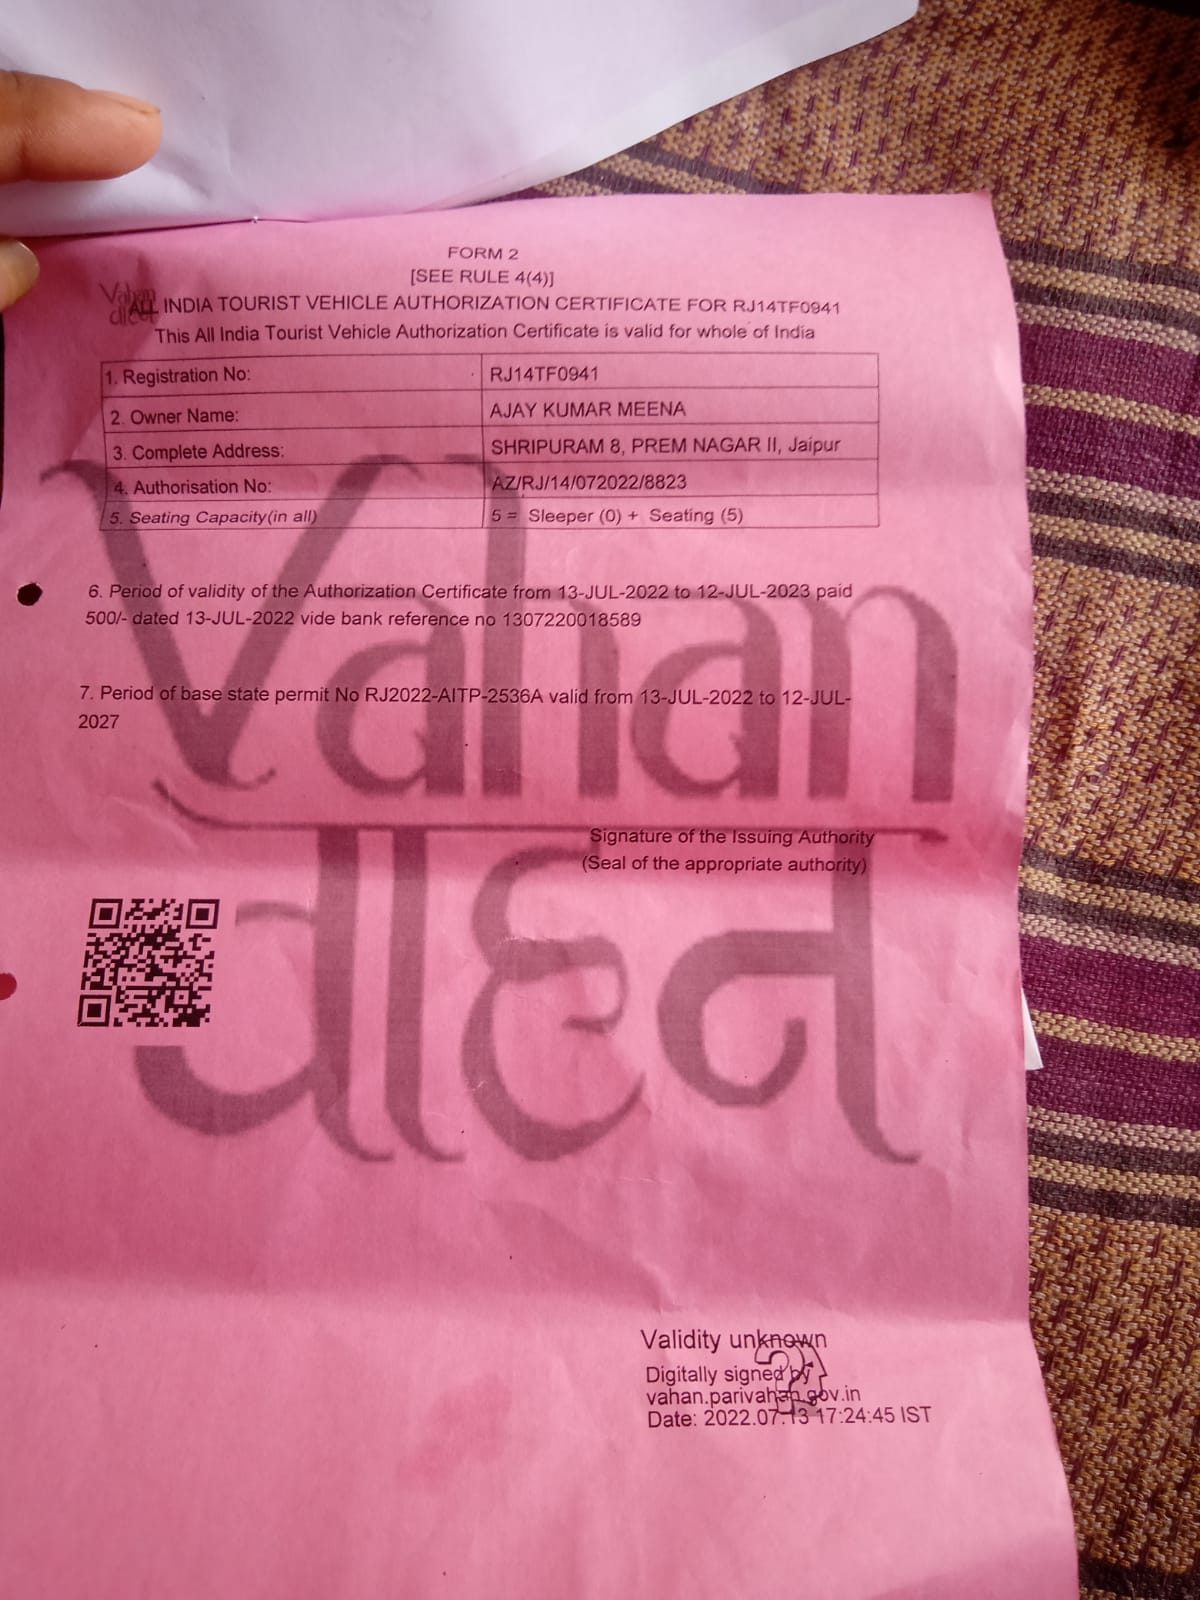 FORM 2
[SEE RULE 4(4)]
Vahan
ALL INDIA TOURIST VEHICLE AUTHORIZATION CERTIFICATE FOR RJ14TF0941
This All India Tourist Vehicle Authorization Certificate is valid for whole of India
1. Registration No: RJ14TF0941
2. Owner Name: AJAY KUMAR MEENA
3. Complete Address: SHRIPURAM 8, PREM NAGAR II, Jaipur
4. Authorisation No: AZ/RJ/14/072022/8823
5. Seating Capacity(in all) 5 = Sleeper (0) + Seating (5)
6. Period of validity of the Authorization Certificate from 13-JUL-2022 to 12-JUL-2023 paid
500/- dated 13-JUL-2022 vide bank reference no 1307220018589
7. Period of base state permit No RJ2022-AITP-2536A valid from 13-JUL-2022 to 12-JUL-
2027
Vahan
Signature of the Issuing Authority
(Seal of the appropriate authority)
वाहन
Validity unknown
Digitally signed by
vahan.parivahan.gov.in
Date: 2022.07.13 17:24:45 IST